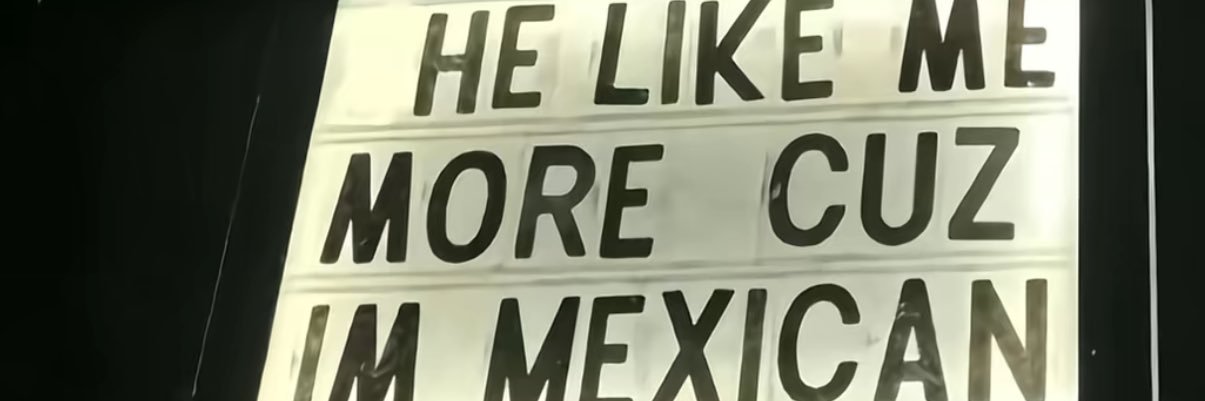 HE LIKE ME
MORE CUZ
IM MEXICAN